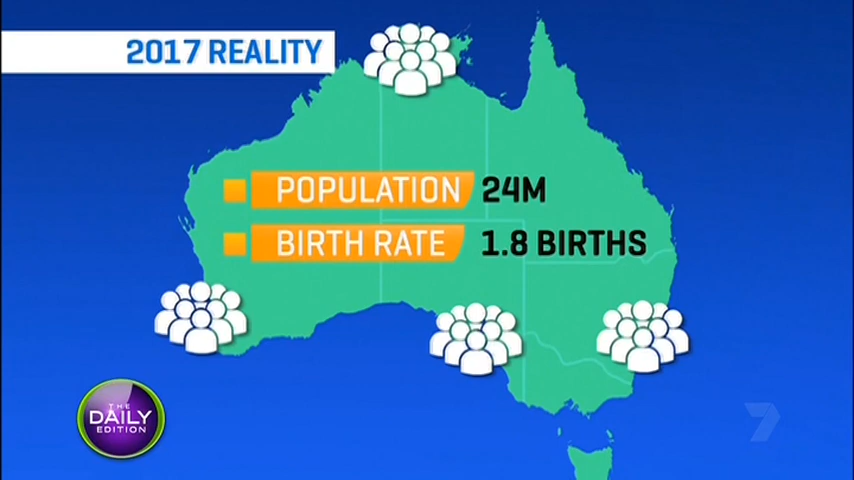 2017 REALITY
POPULATION 24M
BIRTH RATE 1.8 BIRTHS
THE
DAILY
EDITION
7